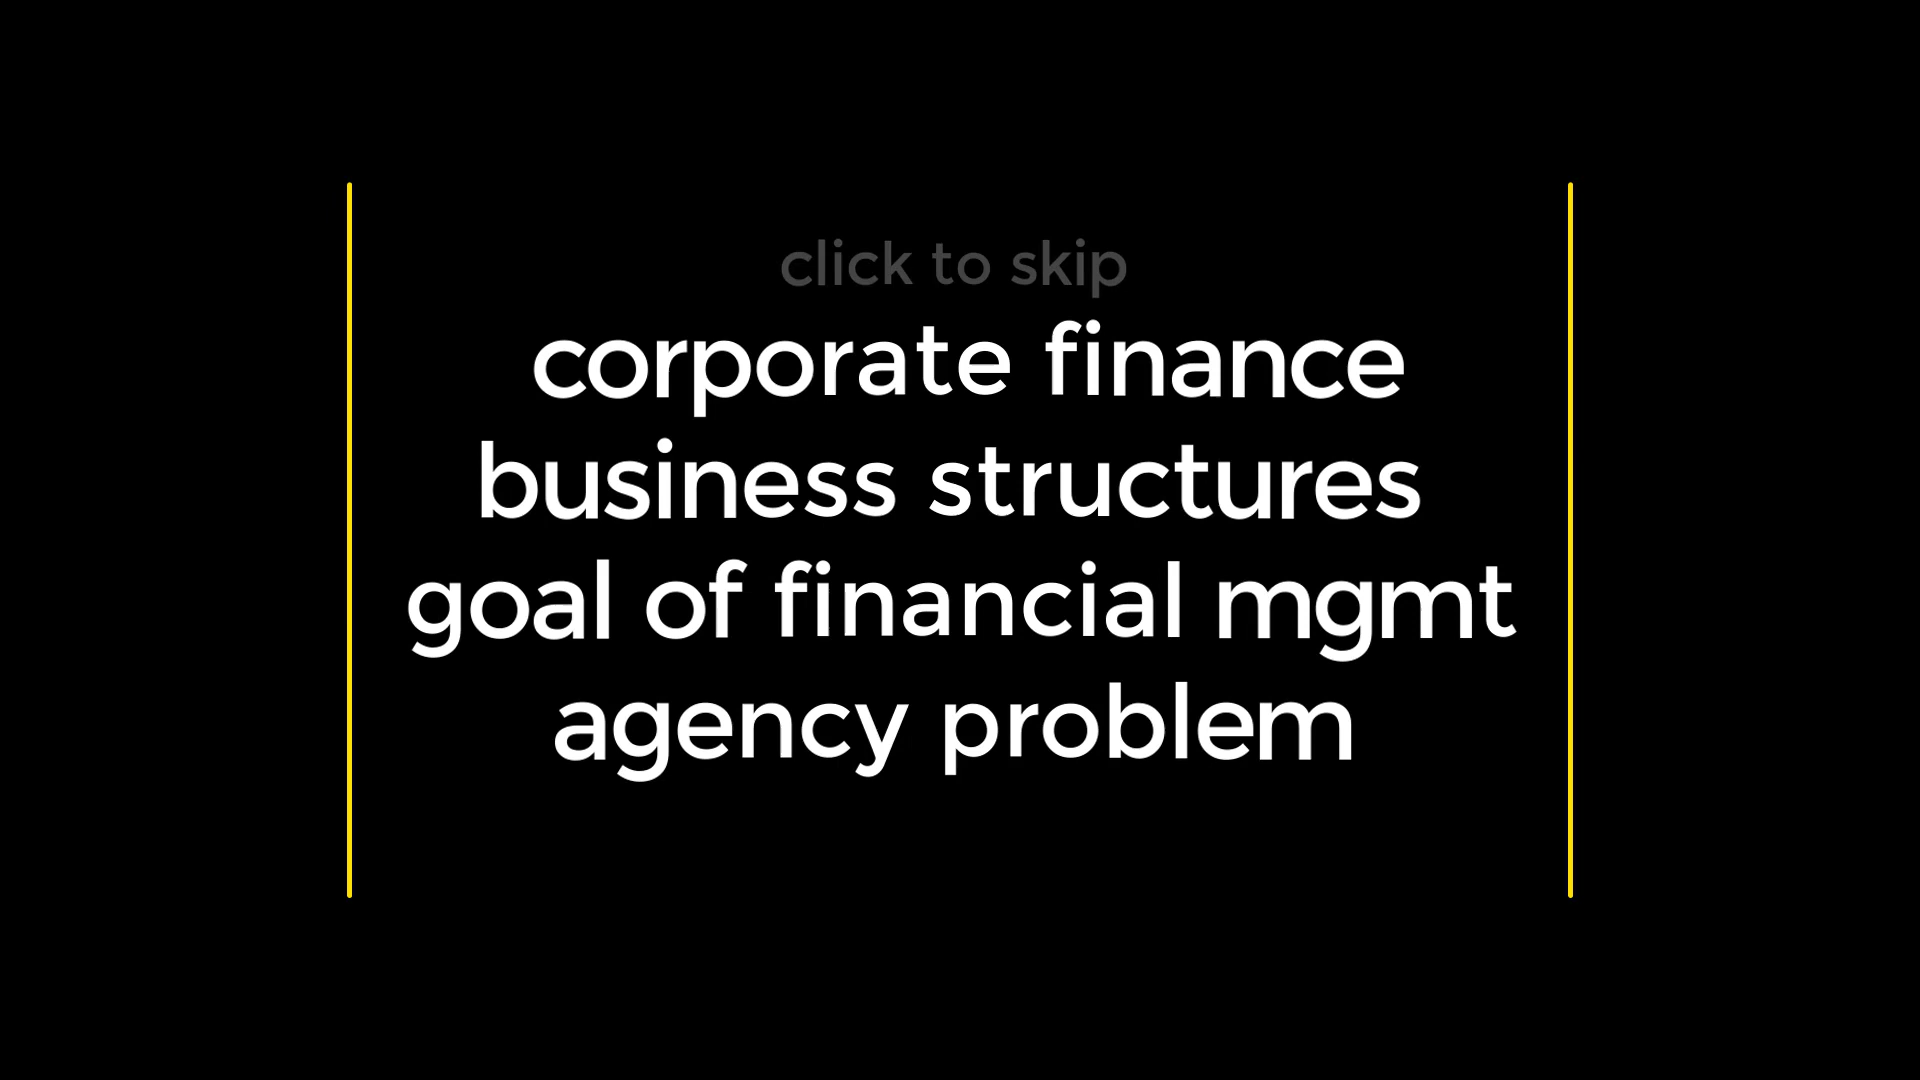 click to skip
corporate finance
business structures
goal of financial mgmt
agency problem